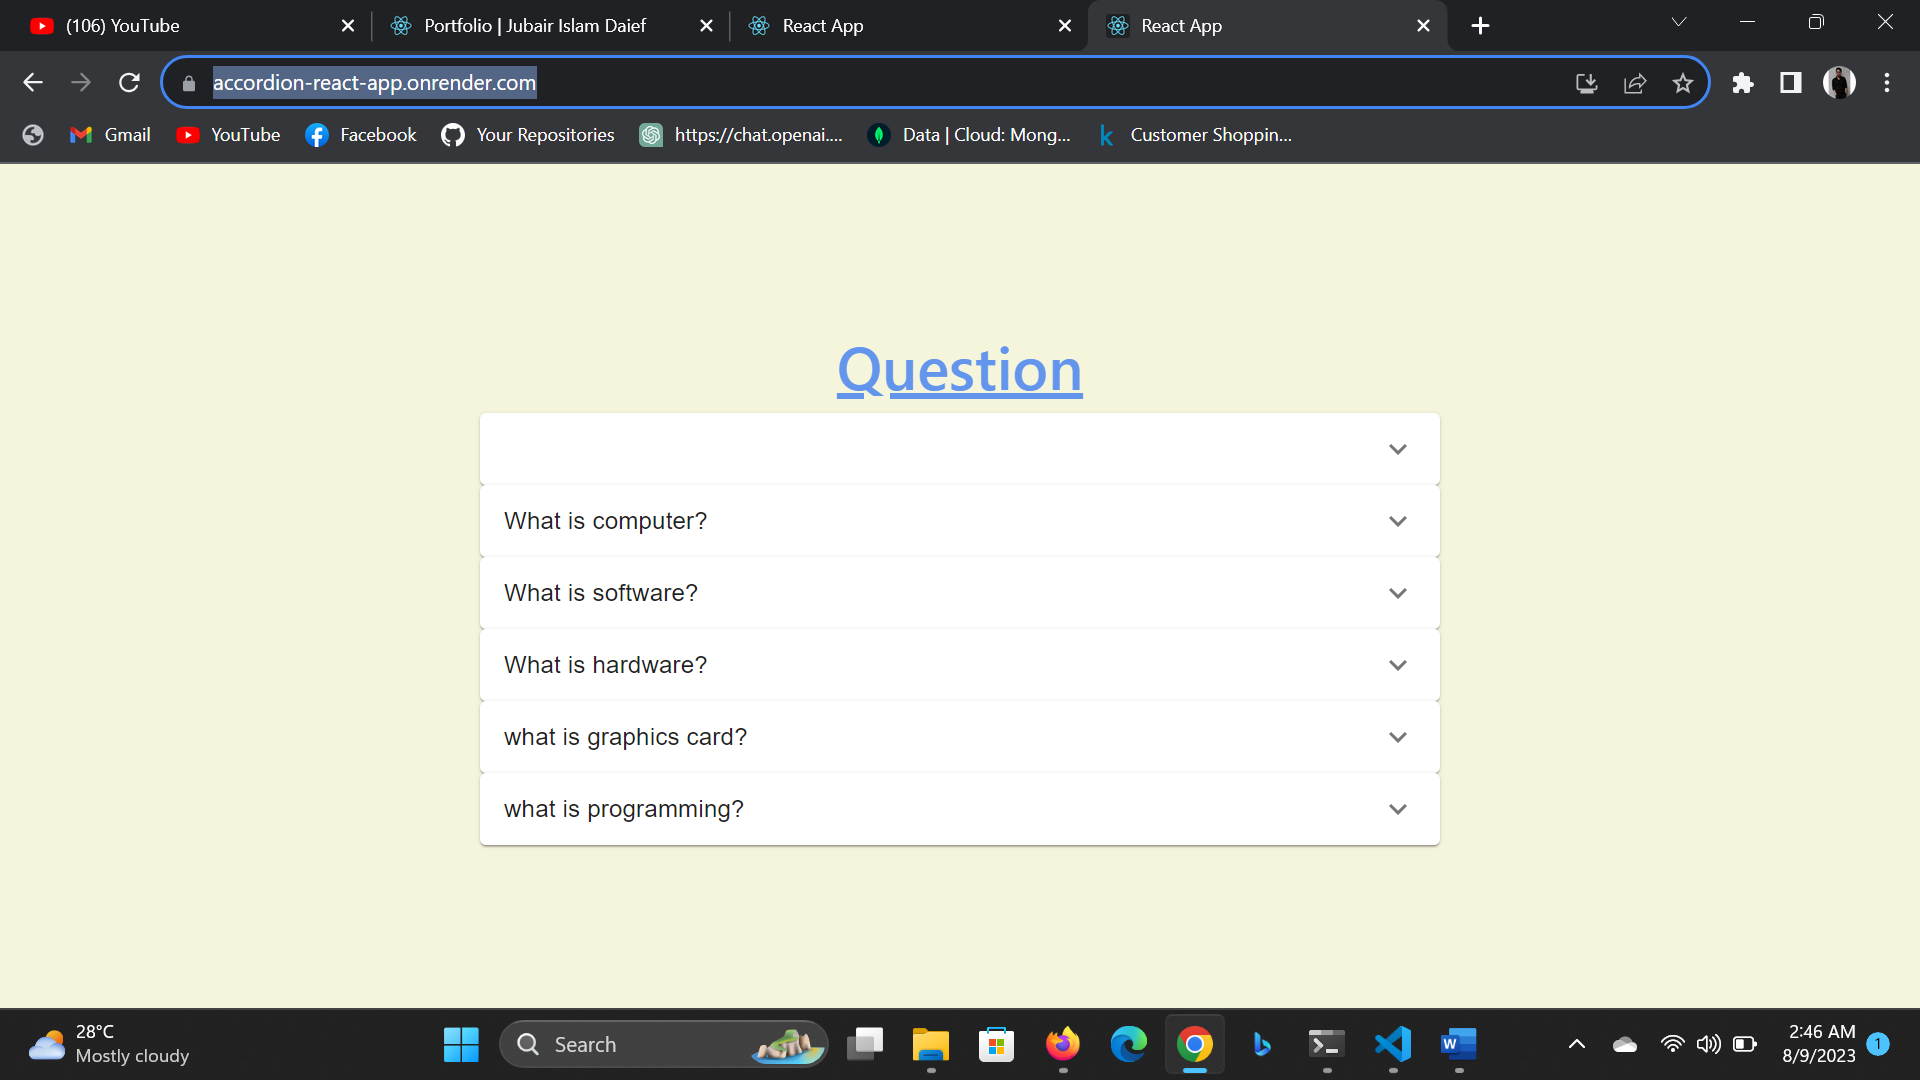 (106) YouTube
Portfolio | Jubair Islam Daief
React App
React App
accordion-react-app.onrender.com
Gmail
YouTube
Facebook
Your Repositories
https://chat.openai....
Data | Cloud: Mong...
k
Customer Shoppin...
Question
What is computer?
What is software?
What is hardware?
what is graphics card?
what is programming?
28°C
Mostly cloudy
Search
W
2:46 AM
8/9/2023
1